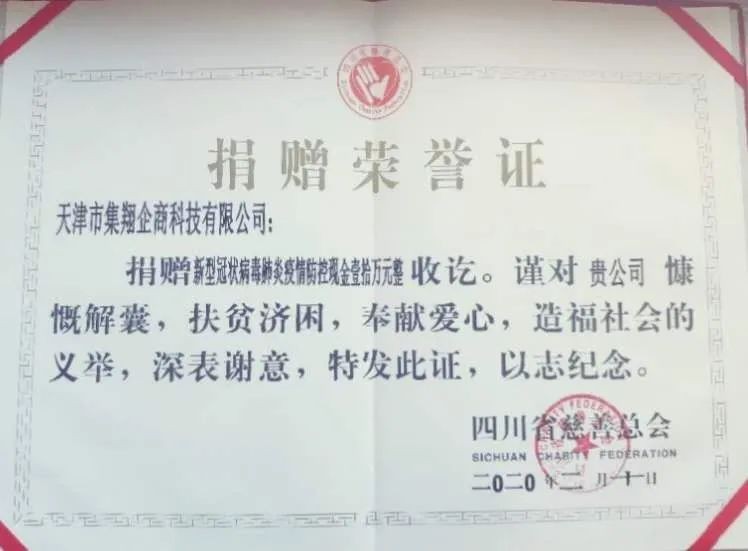 捐赠荣誉证
天津市集翔企商科技有限公司：
捐赠新型冠状病毒肺炎疫情防控现金壹拾万元整收讫。谨对贵公司慷
慨解囊，扶贫济困，奉献爱心，造福社会的
义举，深表谢意，特发此证，以志纪念。
四川省慈善总会
SICHUAN CHARITY FEDERATION
二〇二〇年二月十一日